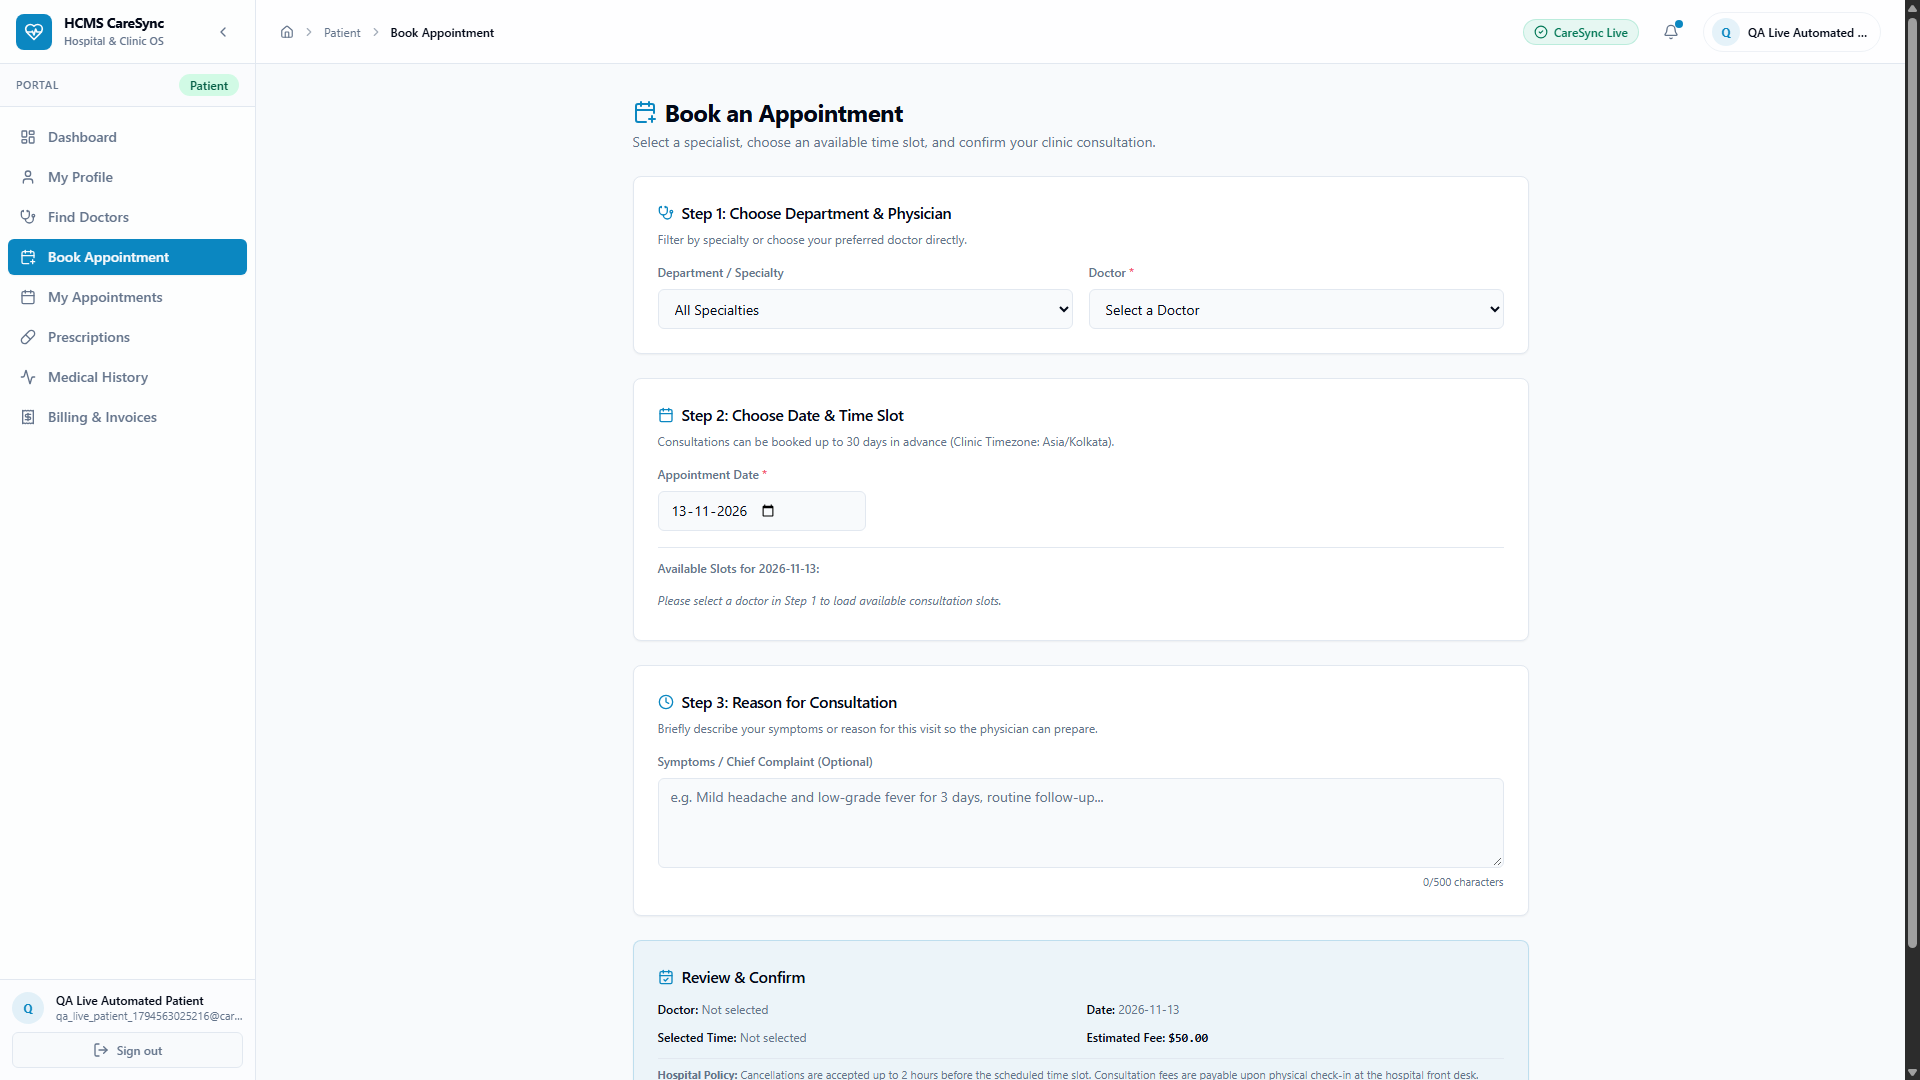 HCMS CareSync
Hospital & Clinic OS
PORTAL
Patient
Dashboard
My Profile
Find Doctors
Book Appointment
My Appointments
Prescriptions
Medical History
Billing & Invoices
Q
QA Live Automated Patient
qa_live_patient_1794563025216@car...
Sign out
Patient
Book Appointment
CareSync Live
Q
QA Live Automated ...
Book an Appointment
Select a specialist, choose an available time slot, and confirm your clinic consultation.
Step 1: Choose Department & Physician
Filter by specialty or choose your preferred doctor directly.
Department / Specialty
All Specialties
Doctor *
Select a Doctor
Step 2: Choose Date & Time Slot
Consultations can be booked up to 30 days in advance (Clinic Timezone: Asia/Kolkata).
Appointment Date *
13-11-2026
Available Slots for 2026-11-13:
Please select a doctor in Step 1 to load available consultation slots.
Step 3: Reason for Consultation
Briefly describe your symptoms or reason for this visit so the physician can prepare.
Symptoms / Chief Complaint (Optional)
e.g. Mild headache and low-grade fever for 3 days, routine follow-up...
0/500 characters
Review & Confirm
Doctor: Not selected
Date: 2026-11-13
Selected Time: Not selected
Estimated Fee: $50.00
Hospital Policy: Cancellations are accepted up to 2 hours before the scheduled time slot. Consultation fees are payable upon physical check-in at the hospital front desk.